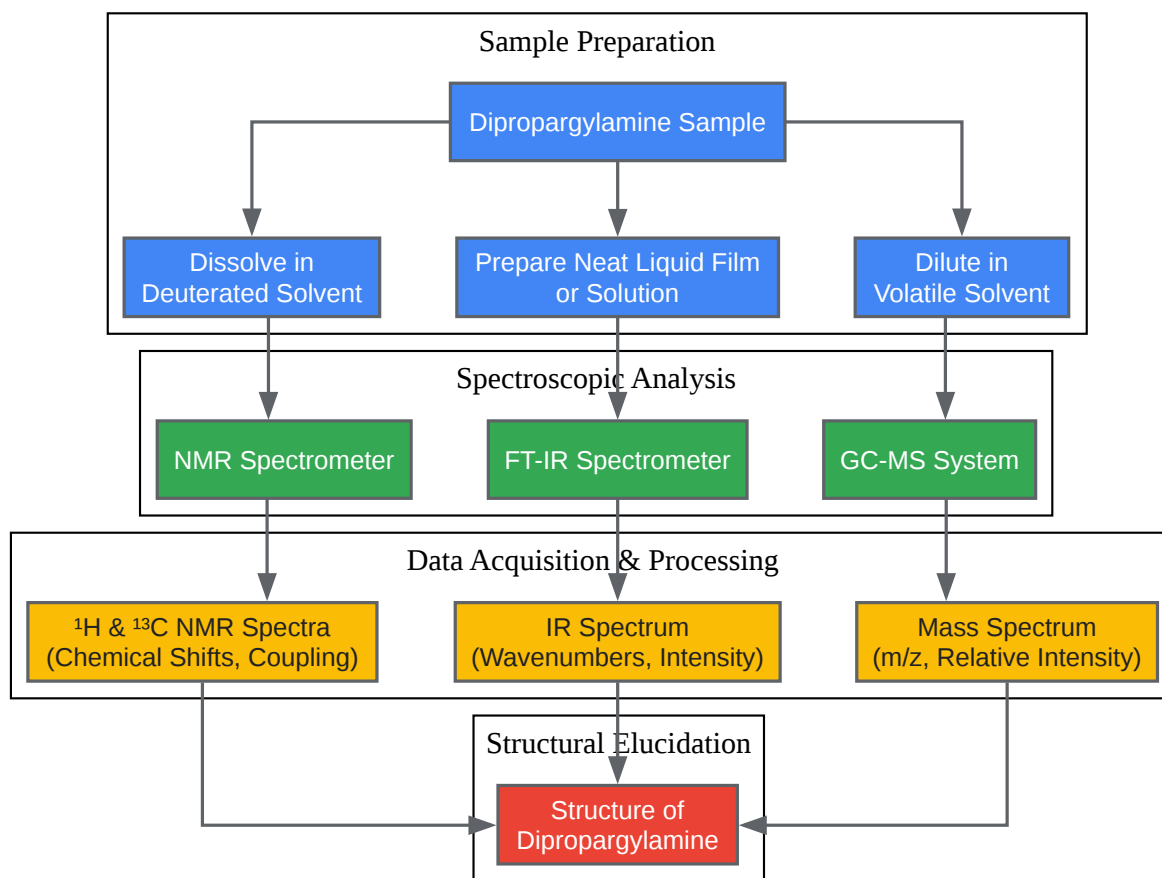 Sample Preparation
Dipropargylamine Sample
Dissolve in
Deuterated Solvent
Prepare Neat Liquid Film
or Solution
Dilute in
Volatile Solvent
Spectroscopic Analysis
NMR Spectrometer
FT-IR Spectrometer
GC-MS System
Data Acquisition & Processing
¹H & ¹³C NMR Spectra
(Chemical Shifts, Coupling)
IR Spectrum
(Wavenumbers, Intensity)
Mass Spectrum
(m/z, Relative Intensity)
Structural Elucidation
Structure of
Dipropargylamine